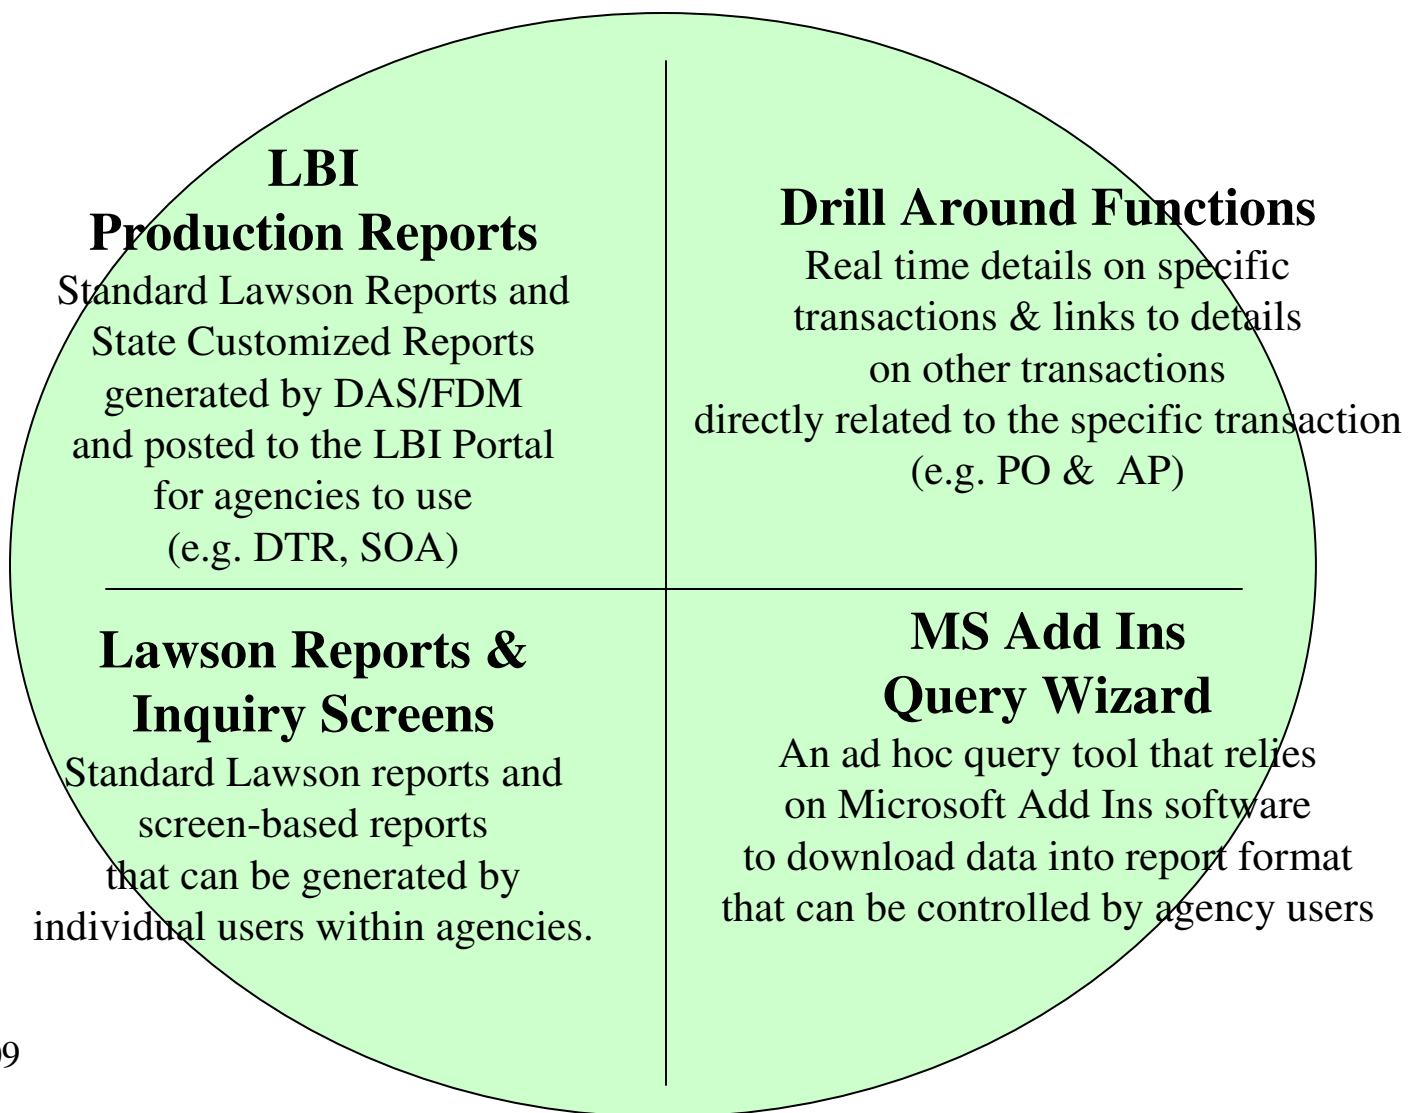 LBI
Production Reports
Standard Lawson Reports and
State Customized Reports
generated by DAS/FDM
and posted to the LBI Portal
for agencies to use
(e.g. DTR, SOA)
Drill Around Functions
Real time details on specific
transactions & links to details
on other transactions
directly related to the specific transaction
(e.g. PO &  AP)
Lawson Reports &
Inquiry Screens
Standard Lawson reports and
screen-based reports
that can be generated by
individual users within agencies.
MS Add Ins
Query Wizard
An ad hoc query tool that relies
on Microsoft Add Ins software
to download data into report format
that can be controlled by agency users
9